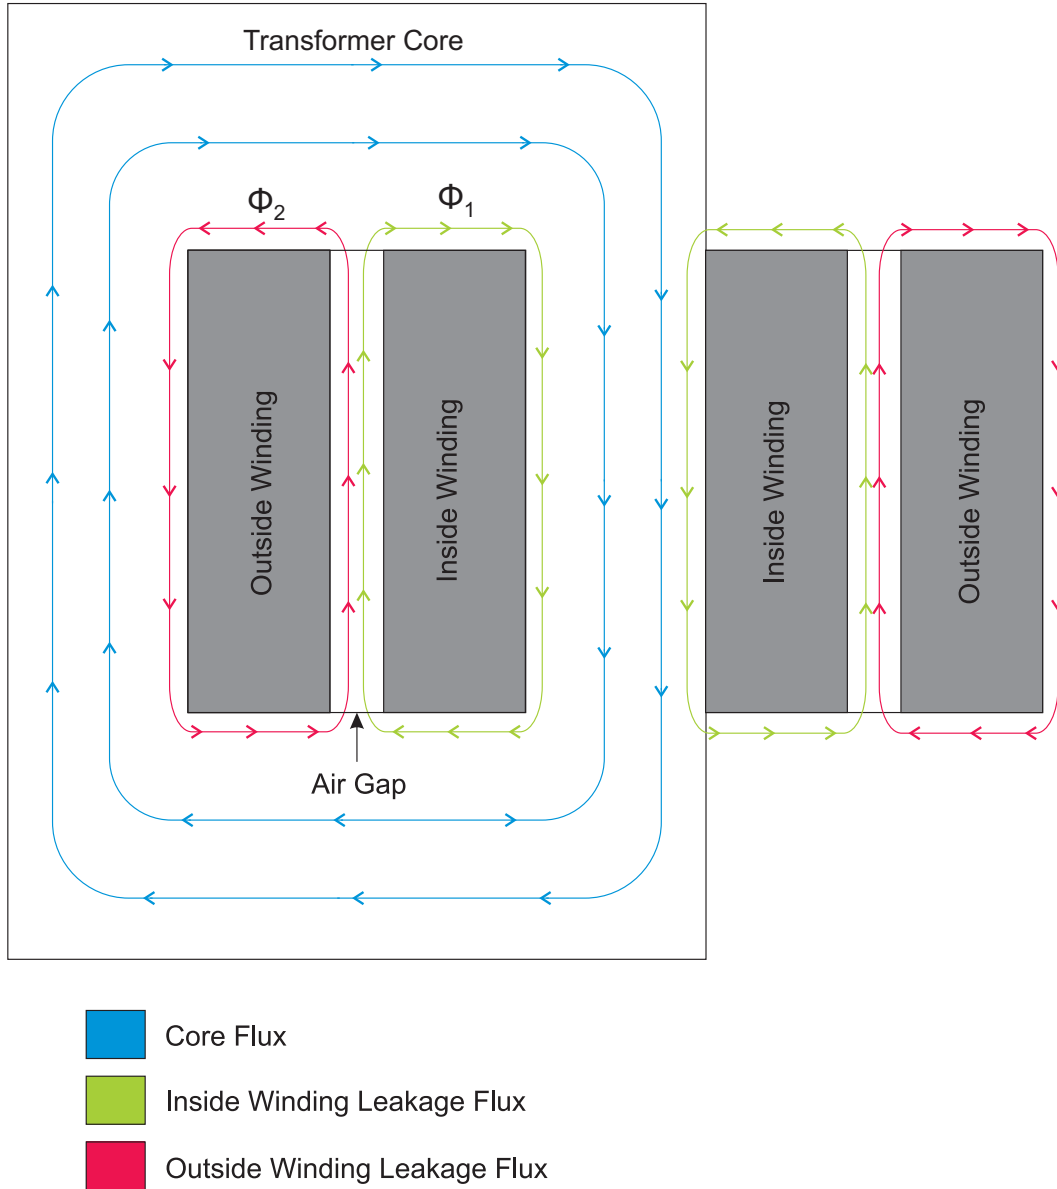 Transformer Core
Φ2
Φ1
Outside Winding
Inside Winding
Inside Winding
Outside Winding
Air Gap
Core Flux
Inside Winding Leakage Flux
Outside Winding Leakage Flux